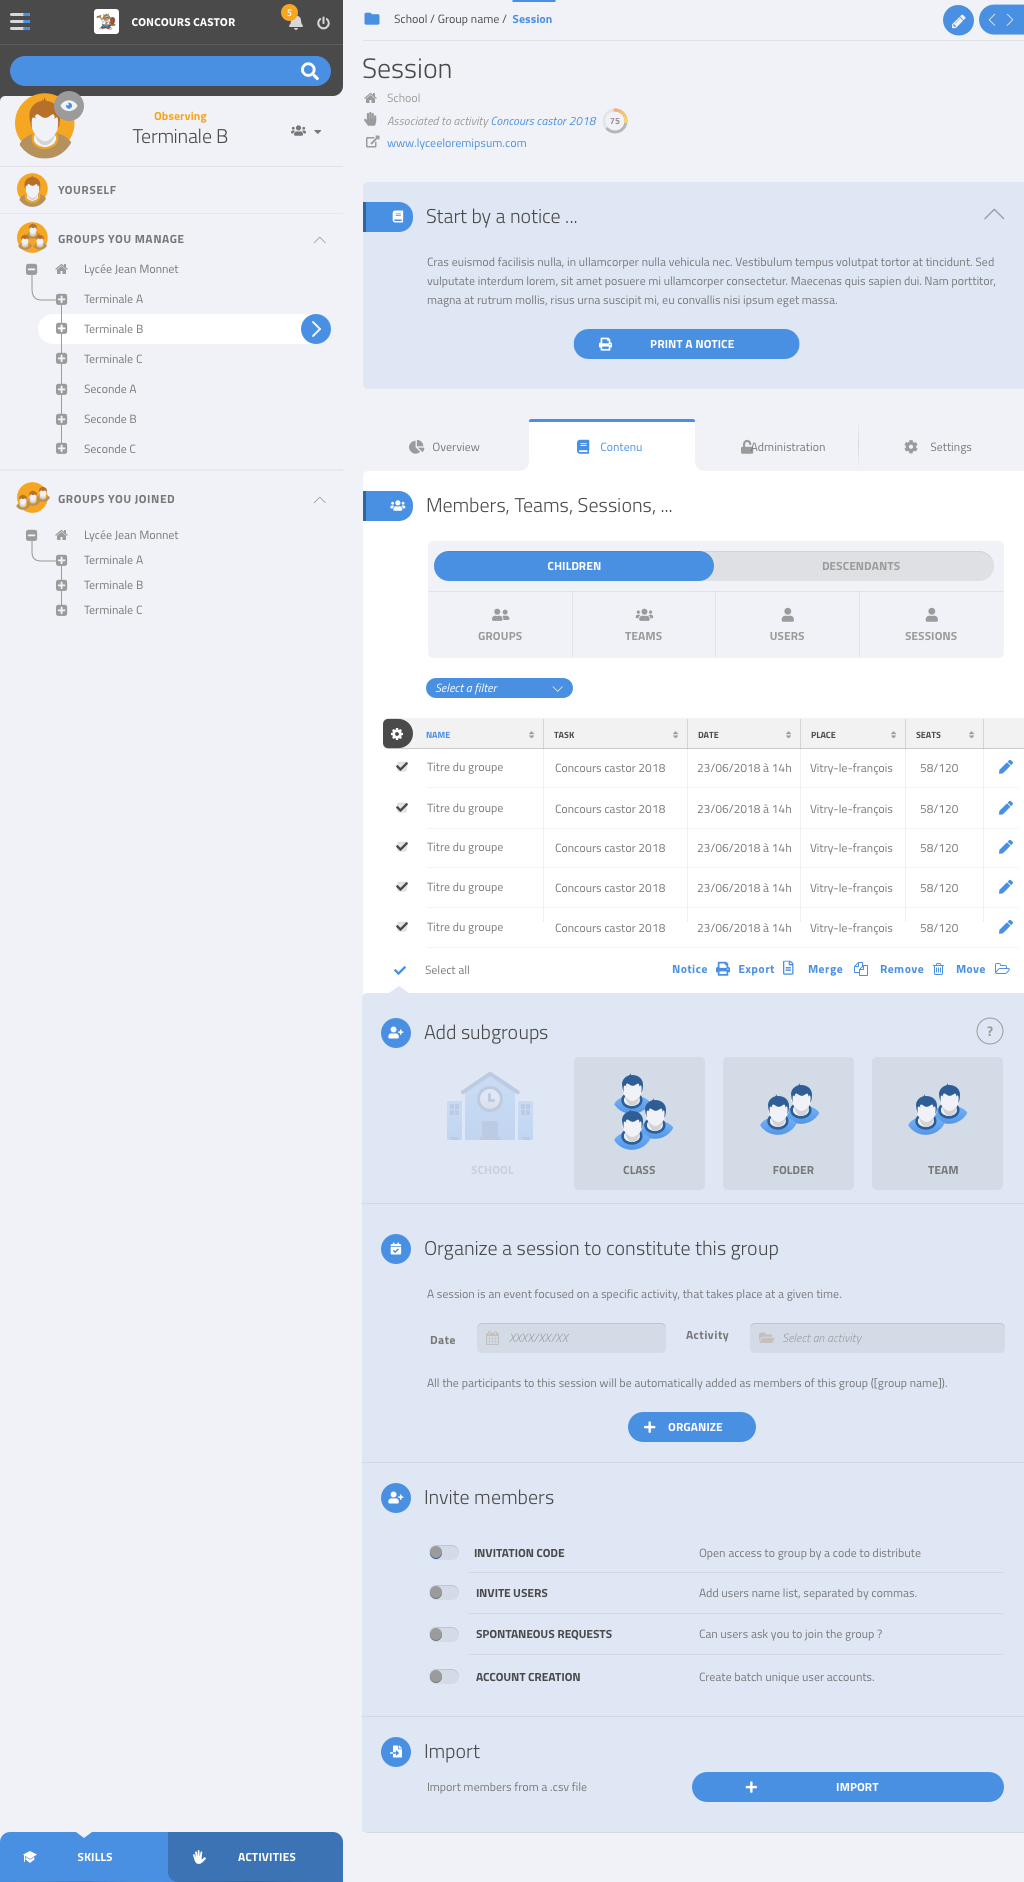 CONCOURS CASTOR
5
Observing
Terminale B
YOURSELF
GROUPS YOU MANAGE
Lycée Jean Monnet
Terminale A
Terminale B
Terminale C
Seconde A
Seconde B
Seconde C
GROUPS YOU JOINED
Lycée Jean Monnet
Terminale A
Terminale B
Terminale C
SKILLS
ACTIVITIES
School / Group name / Session
Session
School
Associated to activity Concours castor 2018 75
www.lyceeloremipsum.com
Start by a notice ...
Cras euismod facilisis nulla, in ullamcorper nulla vehicula nec. Vestibulum tempus volutpat tortor at tincidunt. Sed
vulputate interdum lorem, sit amet posuere mi ullamcorper consectetur. Maecenas quis sapien dui. Nam porttitor,
magna at rutrum mollis, risus urna suscipit mi, eu convallis nisi ipsum eget massa.
PRINT A NOTICE
Overview Contenu Administration Settings
Members, Teams, Sessions, ...
CHILDREN DESCENDANTS
GROUPS TEAMS USERS SESSIONS
Select a filter
NAME TASK DATE PLACE SEATS
Titre du groupe Concours castor 2018 23/06/2018 à 14h Vitry-le-françois 58/120
Titre du groupe Concours castor 2018 23/06/2018 à 14h Vitry-le-françois 58/120
Titre du groupe Concours castor 2018 23/06/2018 à 14h Vitry-le-françois 58/120
Titre du groupe Concours castor 2018 23/06/2018 à 14h Vitry-le-françois 58/120
Titre du groupe Concours castor 2018 23/06/2018 à 14h Vitry-le-françois 58/120
Select all Notice Export Merge Remove Move
Add subgroups ?
SCHOOL CLASS FOLDER TEAM
Organize a session to constitute this group
A session is an event focused on a specific activity, that takes place at a given time.
Date XXXX/XX/XX Activity Select an activity
All the participants to this session will be automatically added as members of this group ([group name]).
ORGANIZE
Invite members
INVITATION CODE Open access to group by a code to distribute
INVITE USERS Add users name list, separated by commas.
SPONTANEOUS REQUESTS Can users ask you to join the group ?
ACCOUNT CREATION Create batch unique user accounts.
Import
Import members from a .csv file IMPORT